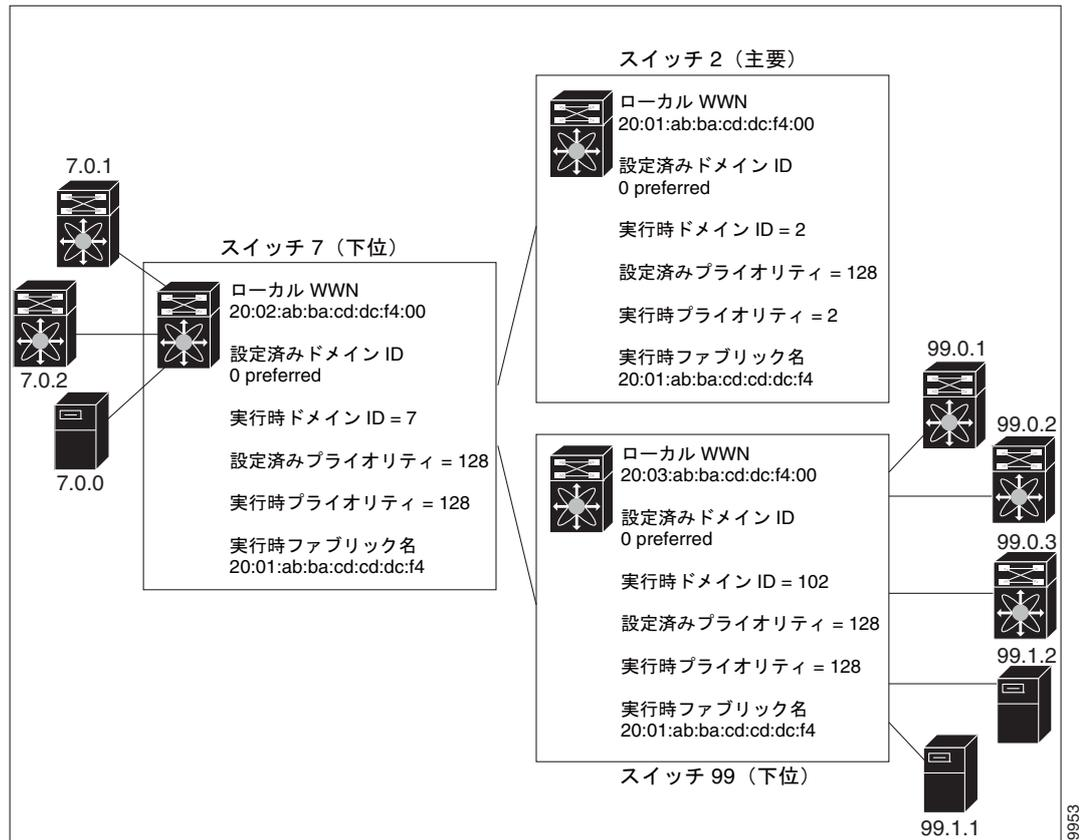 スイッチ 2（主要）
ローカル WWN
20:01:ab:ba:cd:dc:f4:00
設定済みドメイン ID
0 preferred
実行時ドメイン ID = 2
設定済みプライオリティ = 128
実行時プライオリティ = 2
実行時ファブリック名
20:01:ab:ba:cd:cd:dc:f4
7.0.1
7.0.2
7.0.0
スイッチ 7（下位）
ローカル WWN
20:02:ab:ba:cd:dc:f4:00
設定済みドメイン ID
0 preferred
実行時ドメイン ID = 7
設定済みプライオリティ = 128
実行時プライオリティ = 128
実行時ファブリック名
20:01:ab:ba:cd:cd:dc:f4
ローカル WWN
20:03:ab:ba:cd:dc:f4:00
設定済みドメイン ID
0 preferred
実行時ドメイン ID = 102
設定済みプライオリティ = 128
実行時プライオリティ = 128
実行時ファブリック名
20:01:ab:ba:cd:cd:dc:f4
スイッチ 99（下位）
99.0.1
99.0.2
99.0.3
99.1.2
99.1.1
9953